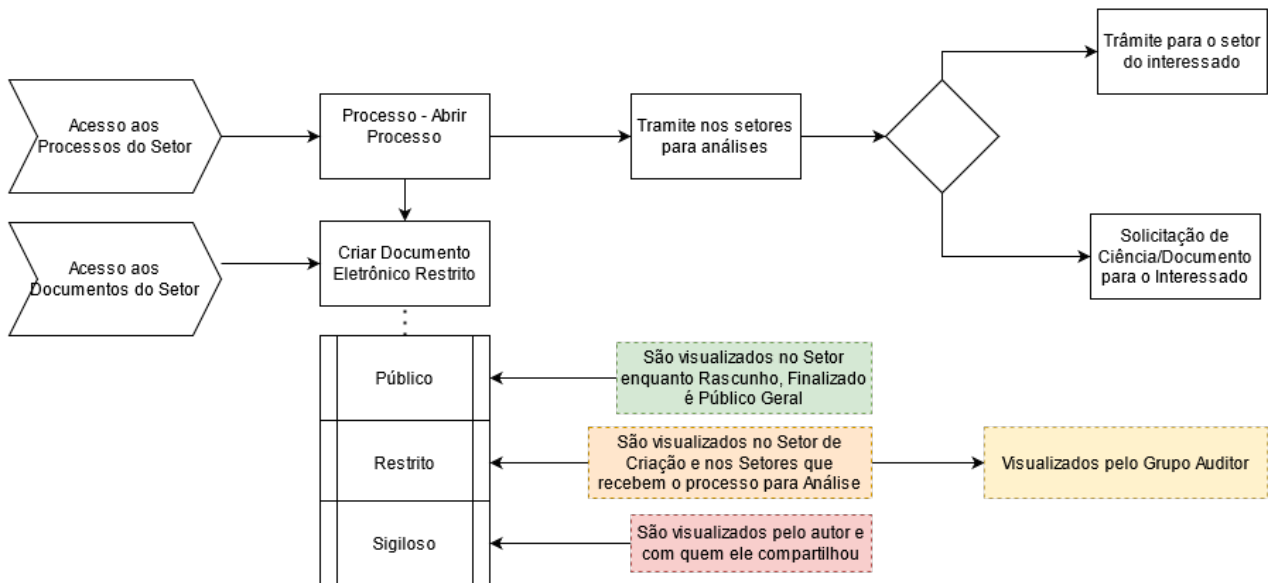 Acesso aos
Processos do Setor
Processo - Abrir
Processo
Tramite nos setores
para análises
Trâmite para o setor
do interessado
Acesso aos
Documentos do Setor
Criar Documento
Eletrônico Restrito
Solicitação de
Ciência/Documento
para o Interessado
Público
São visualizados no Setor
enquanto Rascunho, Finalizado
é Público Geral
Restrito
São visualizados no Setor de
Criação e nos Setores que
recebem o processo para Análise
Visualizados pelo Grupo Auditor
Sigiloso
São visualizados pelo autor e
com quem ele compartilhou